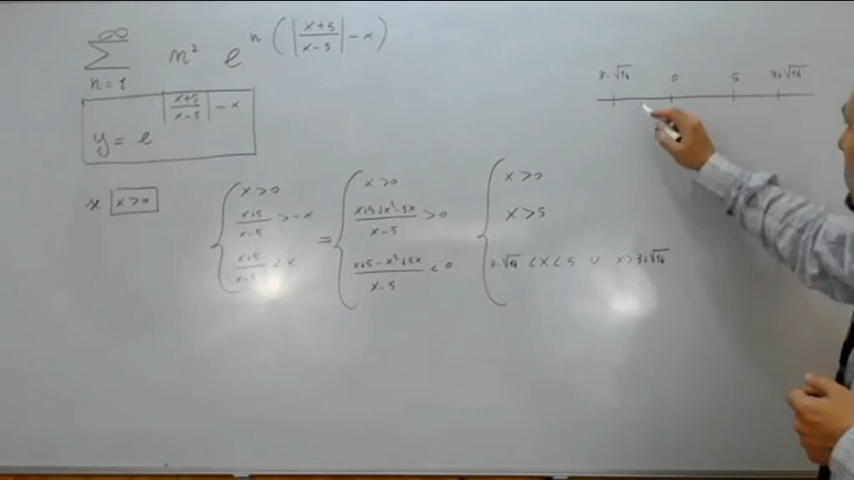 ∞
∑ n² e^{n(|x+5 / x-5| - x)}
n=1
y = e^{|x+5 / x-5| - x}
x x>0
{ x>0
x+5 / x-5 > -x
x+5 / x-5 < x
= { x>0
x+5+x²-5x / x-5 > 0
x+5-x²+5x / x-5 < 0
{ x>0
x>5
3-√14 < x < 5 ∪ x>3+√14
3-√14 0 5 3+√14